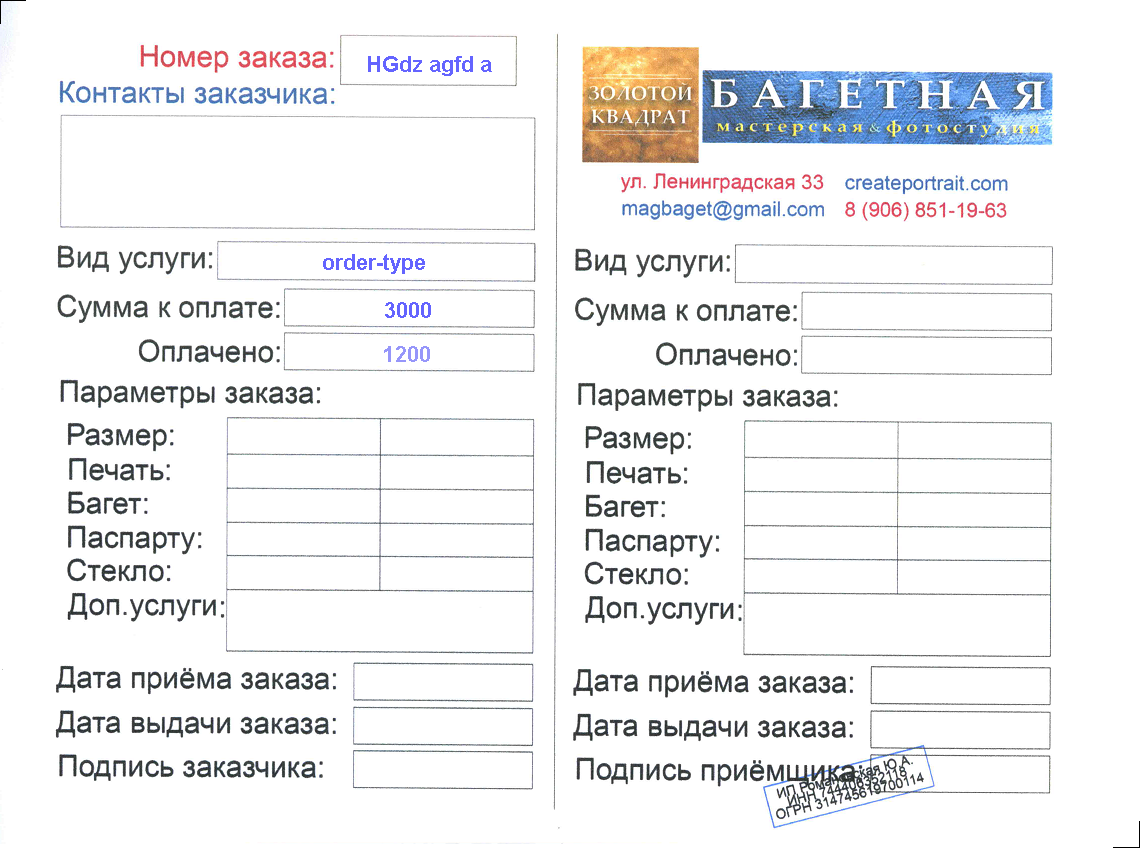 Номер заказа: HGdz agfd a
Контакты заказчика:
Вид услуги: order-type
Сумма к оплате: 3000
Оплачено: 1200
Параметры заказа:
Размер:
Печать:
Багет:
Паспарту:
Стекло:
Доп.услуги:
Дата приёма заказа:
Дата выдачи заказа:
Подпись заказчика:
ЗОЛОТОЙ
КВАДРАТ
БАГЕТНАЯ
мастерская & фотостудия
ул. Ленинградская 33 createportrait.com
magbaget@gmail.com 8 (906) 851-19-63
Вид услуги:
Сумма к оплате:
Оплачено:
Параметры заказа:
Размер:
Печать:
Багет:
Паспарту:
Стекло:
Доп.услуги:
Дата приёма заказа:
Дата выдачи заказа:
Подпись приёмщика:
ИП Романовская Ю.А.
ИНН 744406352118
ОГРН 314745619700114